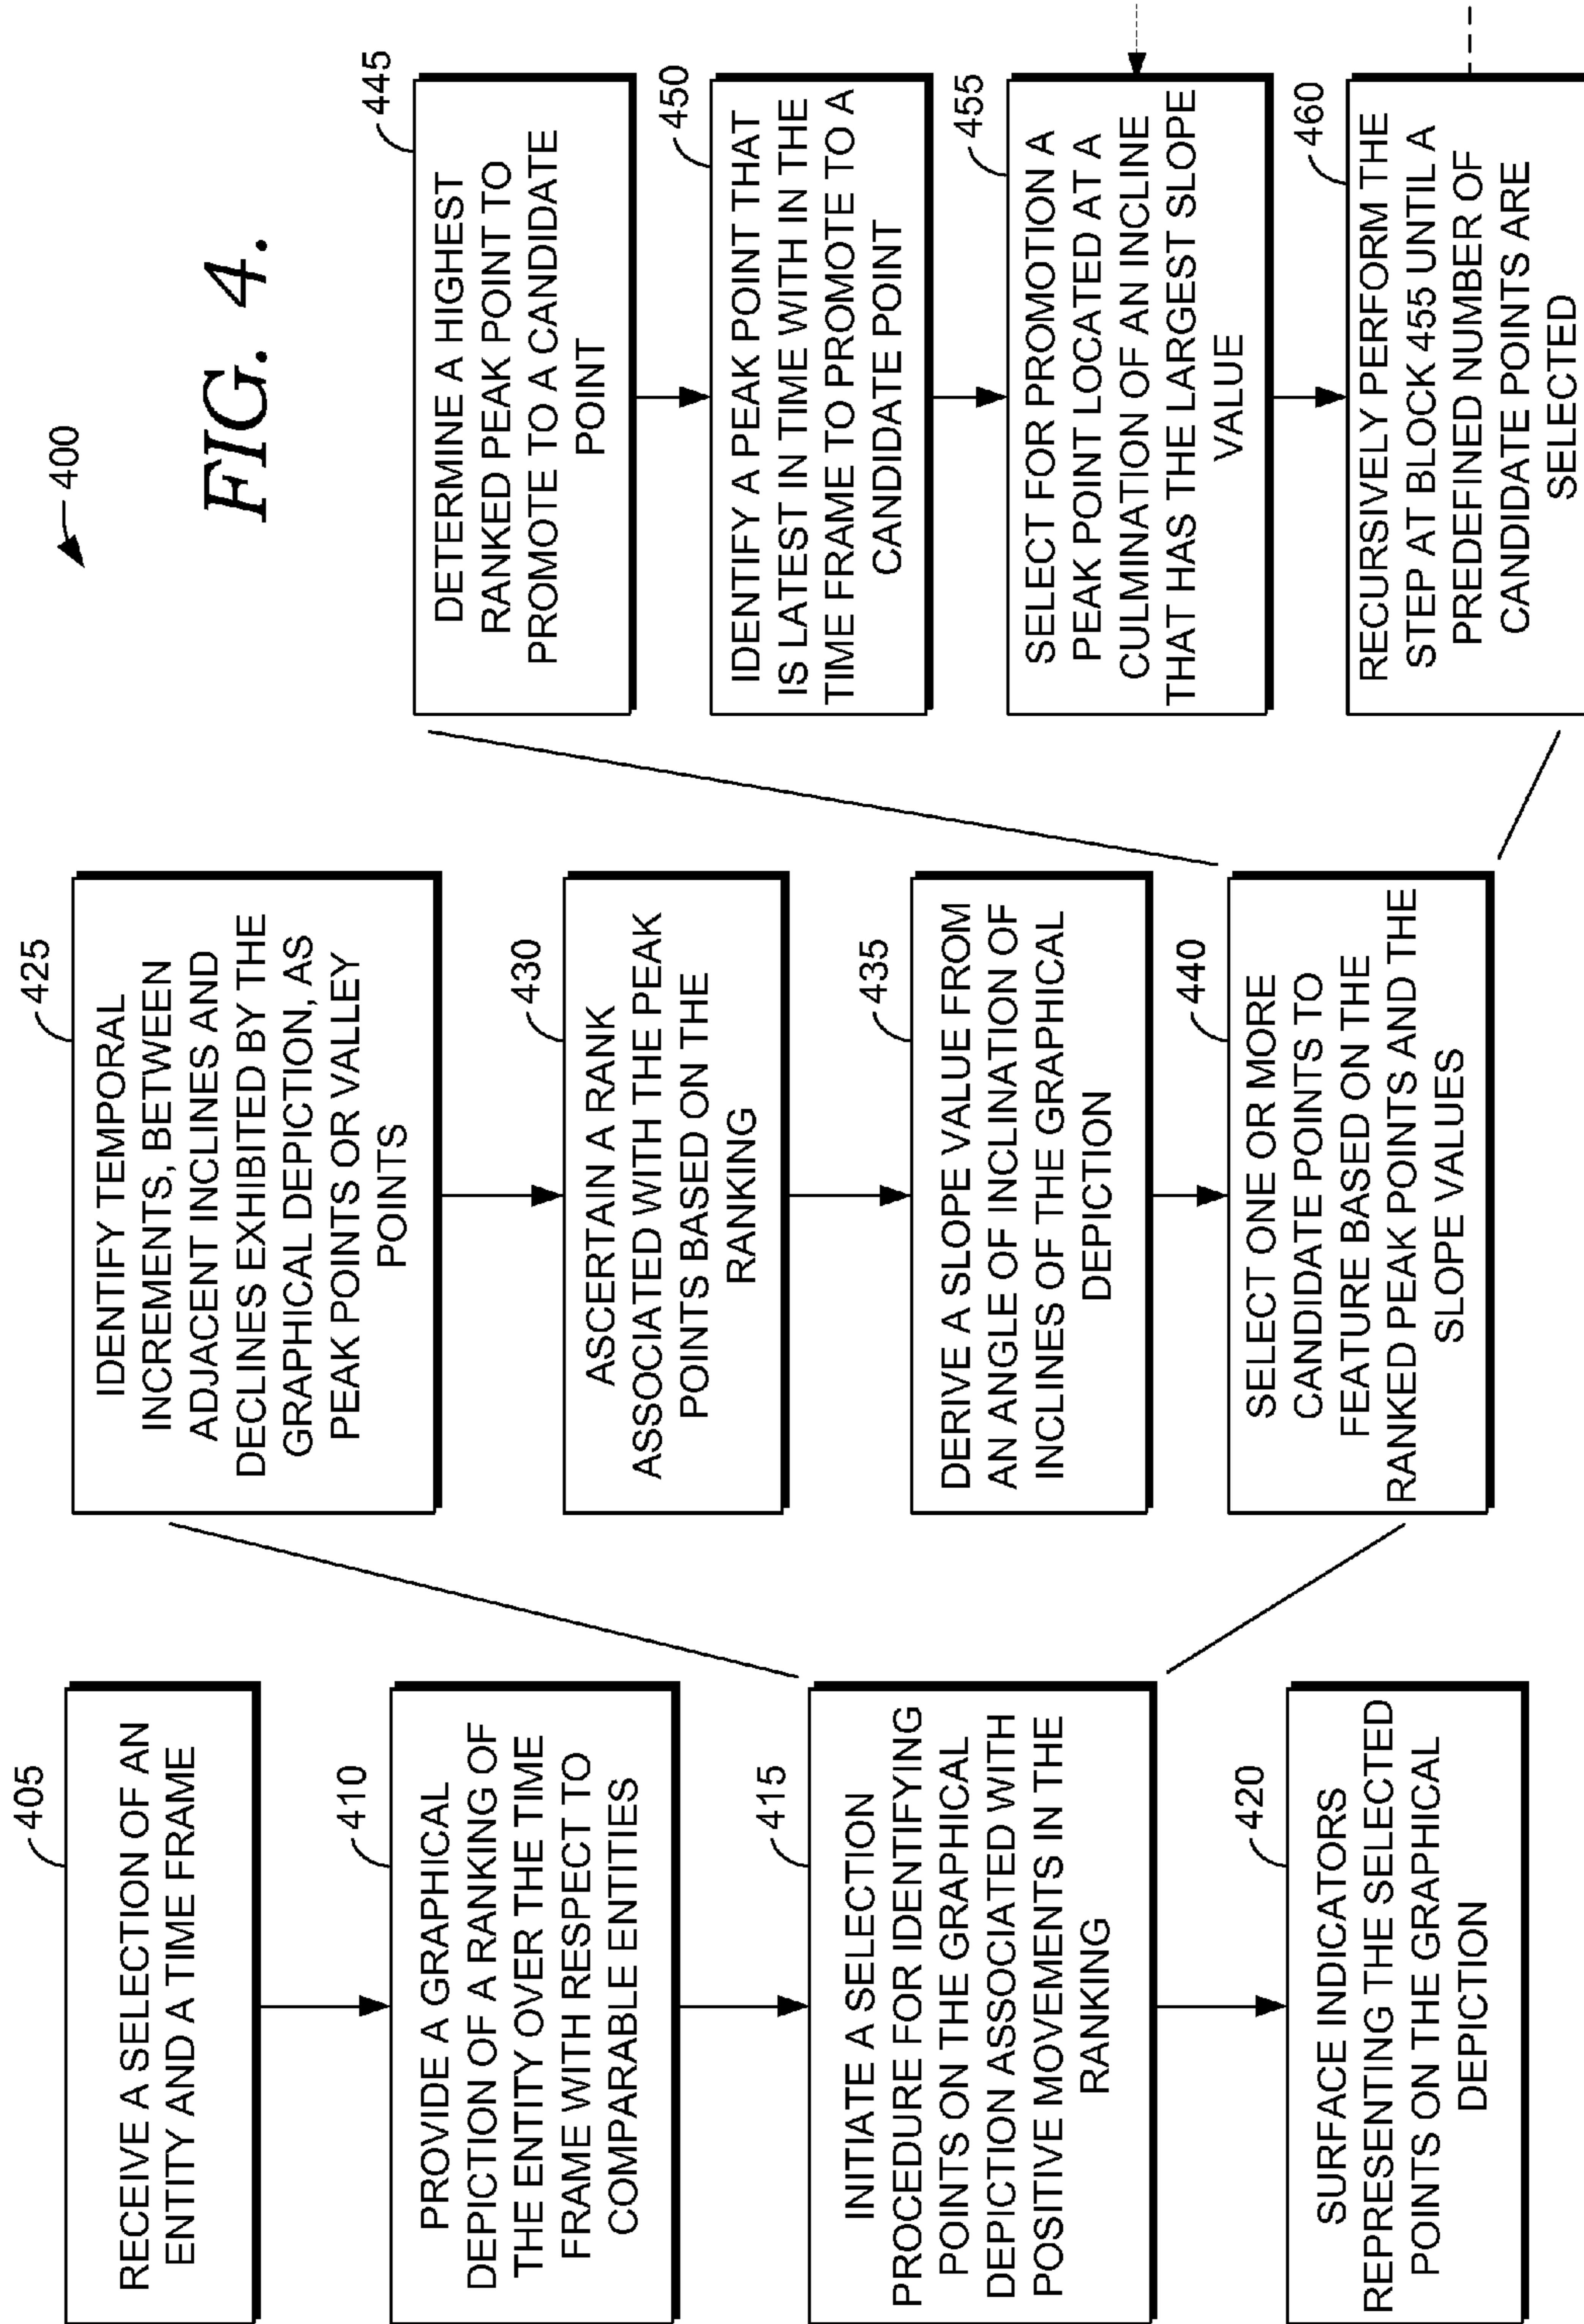 400
FIG. 4.
405
RECEIVE A SELECTION OF AN
ENTITY AND A TIME FRAME
410
PROVIDE A GRAPHICAL
DEPICTION OF A RANKING OF
THE ENTITY OVER THE TIME
FRAME WITH RESPECT TO
COMPARABLE ENTITIES
415
INITIATE A SELECTION
PROCEDURE FOR IDENTIFYING
POINTS ON THE GRAPHICAL
DEPICTION ASSOCIATED WITH
POSITIVE MOVEMENTS IN THE
RANKING
420
SURFACE INDICATORS
REPRESENTING THE SELECTED
POINTS ON THE GRAPHICAL
DEPICTION
425
IDENTIFY TEMPORAL
INCREMENTS, BETWEEN
ADJACENT INCLINES AND
DECLINES EXHIBITED BY THE
GRAPHICAL DEPICTION, AS
PEAK POINTS OR VALLEY
POINTS
430
ASCERTAIN A RANK
ASSOCIATED WITH THE PEAK
POINTS BASED ON THE
RANKING
435
DERIVE A SLOPE VALUE FROM
AN ANGLE OF INCLINATION OF
INCLINES OF THE GRAPHICAL
DEPICTION
440
SELECT ONE OR MORE
CANDIDATE POINTS TO
FEATURE BASED ON THE
RANKED PEAK POINTS AND THE
SLOPE VALUES
445
DETERMINE A HIGHEST
RANKED PEAK POINT TO
PROMOTE TO A CANDIDATE
POINT
450
IDENTIFY A PEAK POINT THAT
IS LATEST IN TIME WITH IN THE
TIME FRAME TO PROMOTE TO A
CANDIDATE POINT
455
SELECT FOR PROMOTION A
PEAK POINT LOCATED AT A
CULMINATION OF AN INCLINE
THAT HAS THE LARGEST SLOPE
VALUE
460
RECURSIVELY PERFORM THE
STEP AT BLOCK 455 UNTIL A
PREDEFINED NUMBER OF
CANDIDATE POINTS ARE
SELECTED